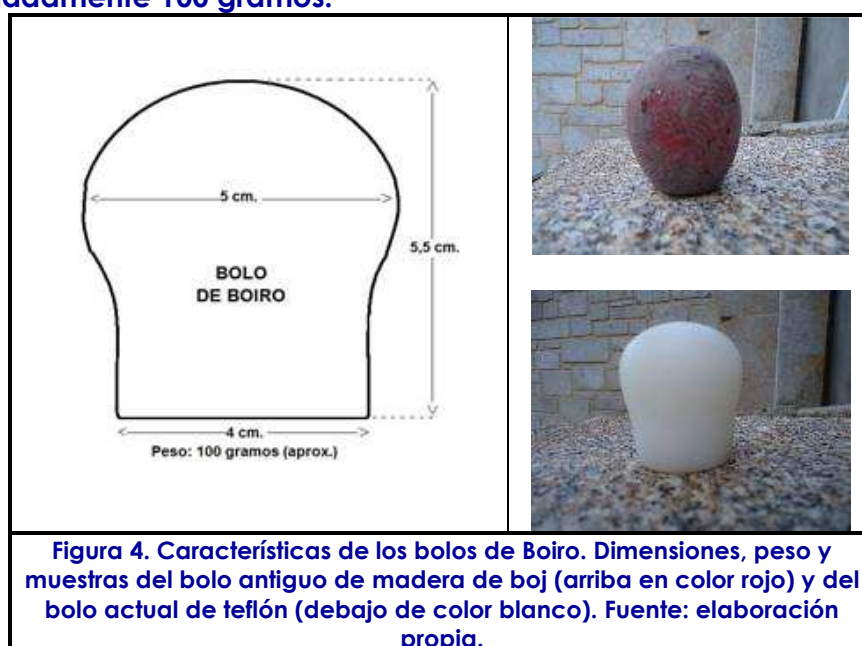 100 gramos.
5 cm.
5,5 cm.
BOLO
DE BOIRO
4 cm.
Peso: 100 gramos (aprox.)
Figura 4. Características de los bolos de Boiro. Dimensiones, peso y
muestras del bolo antiguo de madera de boj (arriba en color rojo) y del
bolo actual de teflón (debajo de color blanco). Fuente: elaboración
propia.